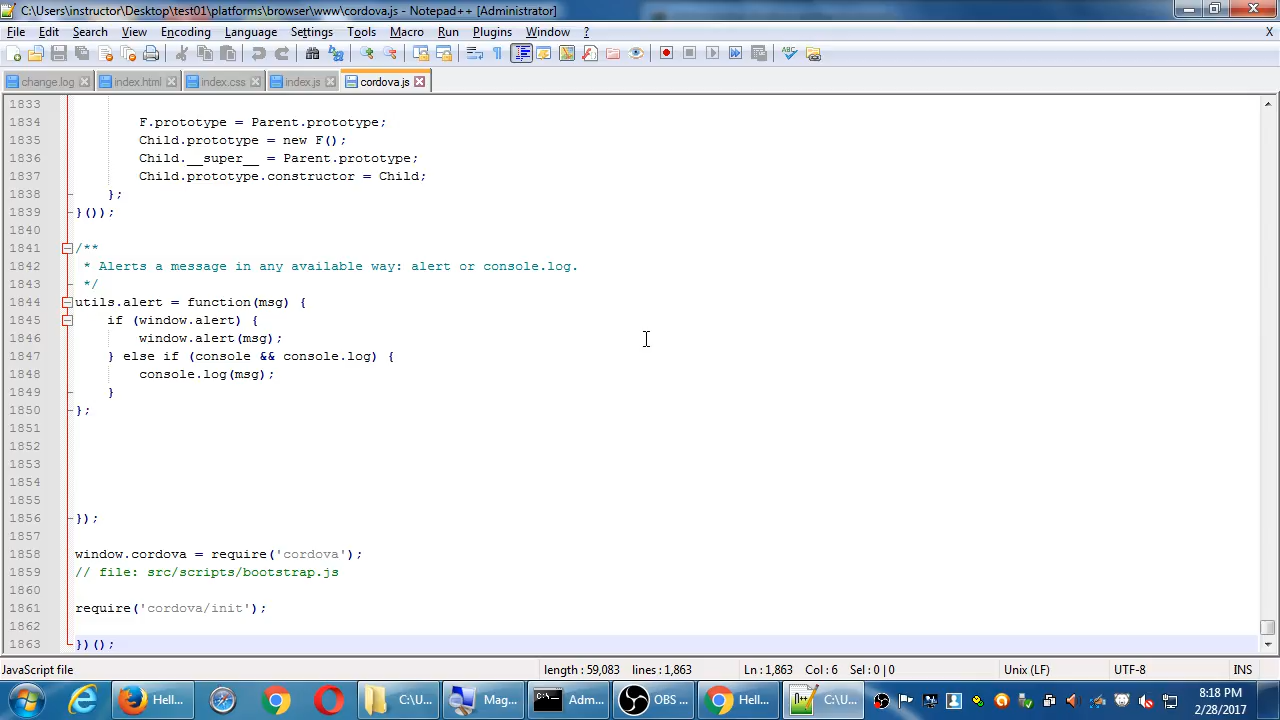 C:\Users\instructor\Desktop\test01\platforms\browser\www\cordova.js - Notepad++ [Administrator]
File Edit Search View Encoding Language Settings Tools Macro Run Plugins Window ? X
change.log index.html index.css index.js cordova.js
1833
1834 F.prototype = Parent.prototype;
1835 Child.prototype = new F();
1836 Child.__super__ = Parent.prototype;
1837 Child.prototype.constructor = Child;
1838 };
1839 }());
1840
1841 /**
1842 * Alerts a message in any available way: alert or console.log.
1843 */
1844 utils.alert = function(msg) {
1845 if (window.alert) {
1846 window.alert(msg);
1847 } else if (console && console.log) {
1848 console.log(msg);
1849 }
1850 };
1851
1852
1853
1854
1855
1856 });
1857
1858 window.cordova = require('cordova');
1859 // file: src/scripts/bootstrap.js
1860
1861 require('cordova/init');
1862
1863 })();
JavaScript file length : 59,083 lines : 1,863 Ln : 1,863 Col : 6 Sel : 0 | 0 Unix (LF) UTF-8 INS
Hell... C:\U... Mag... Adm... OBS ... Hell... C:\U... 8:18 PM
2/28/2017